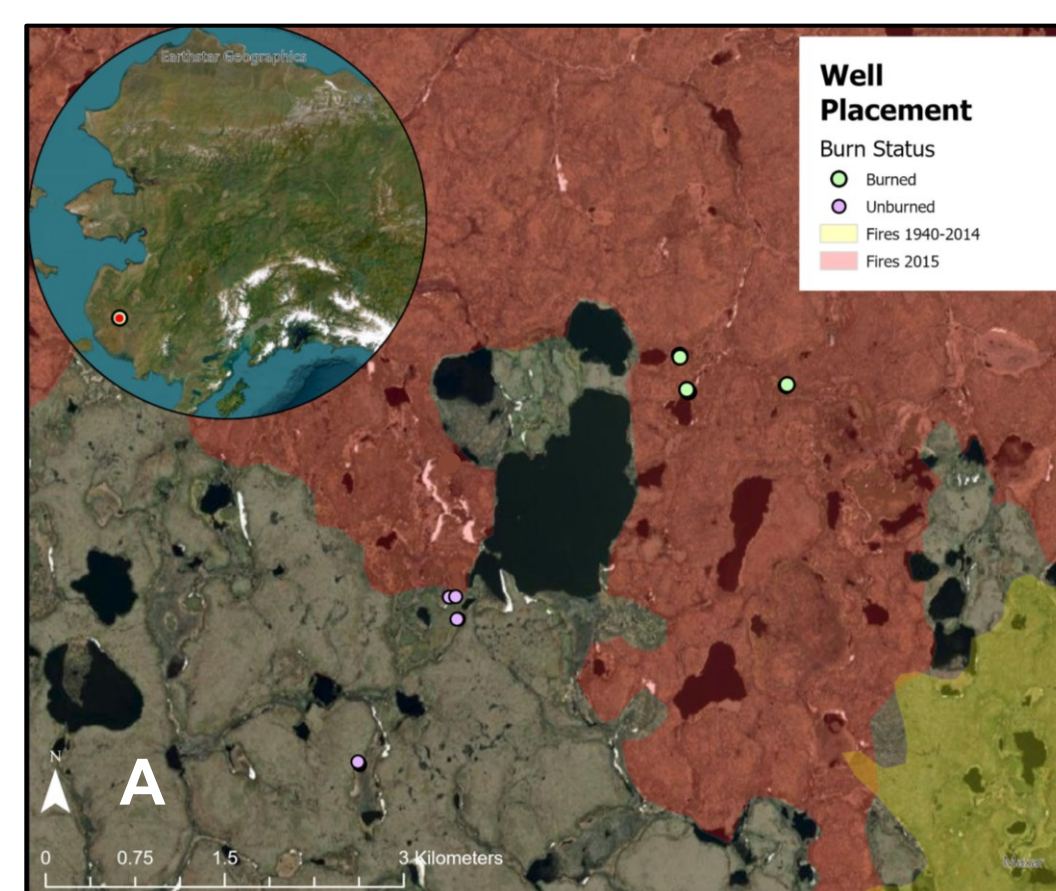 Earthstar Geographics
Well
Placement
Burn Status
Burned
Unburned
Fires 1940-2014
Fires 2015
N
A
0 0.75 1.5 3 Kilometers